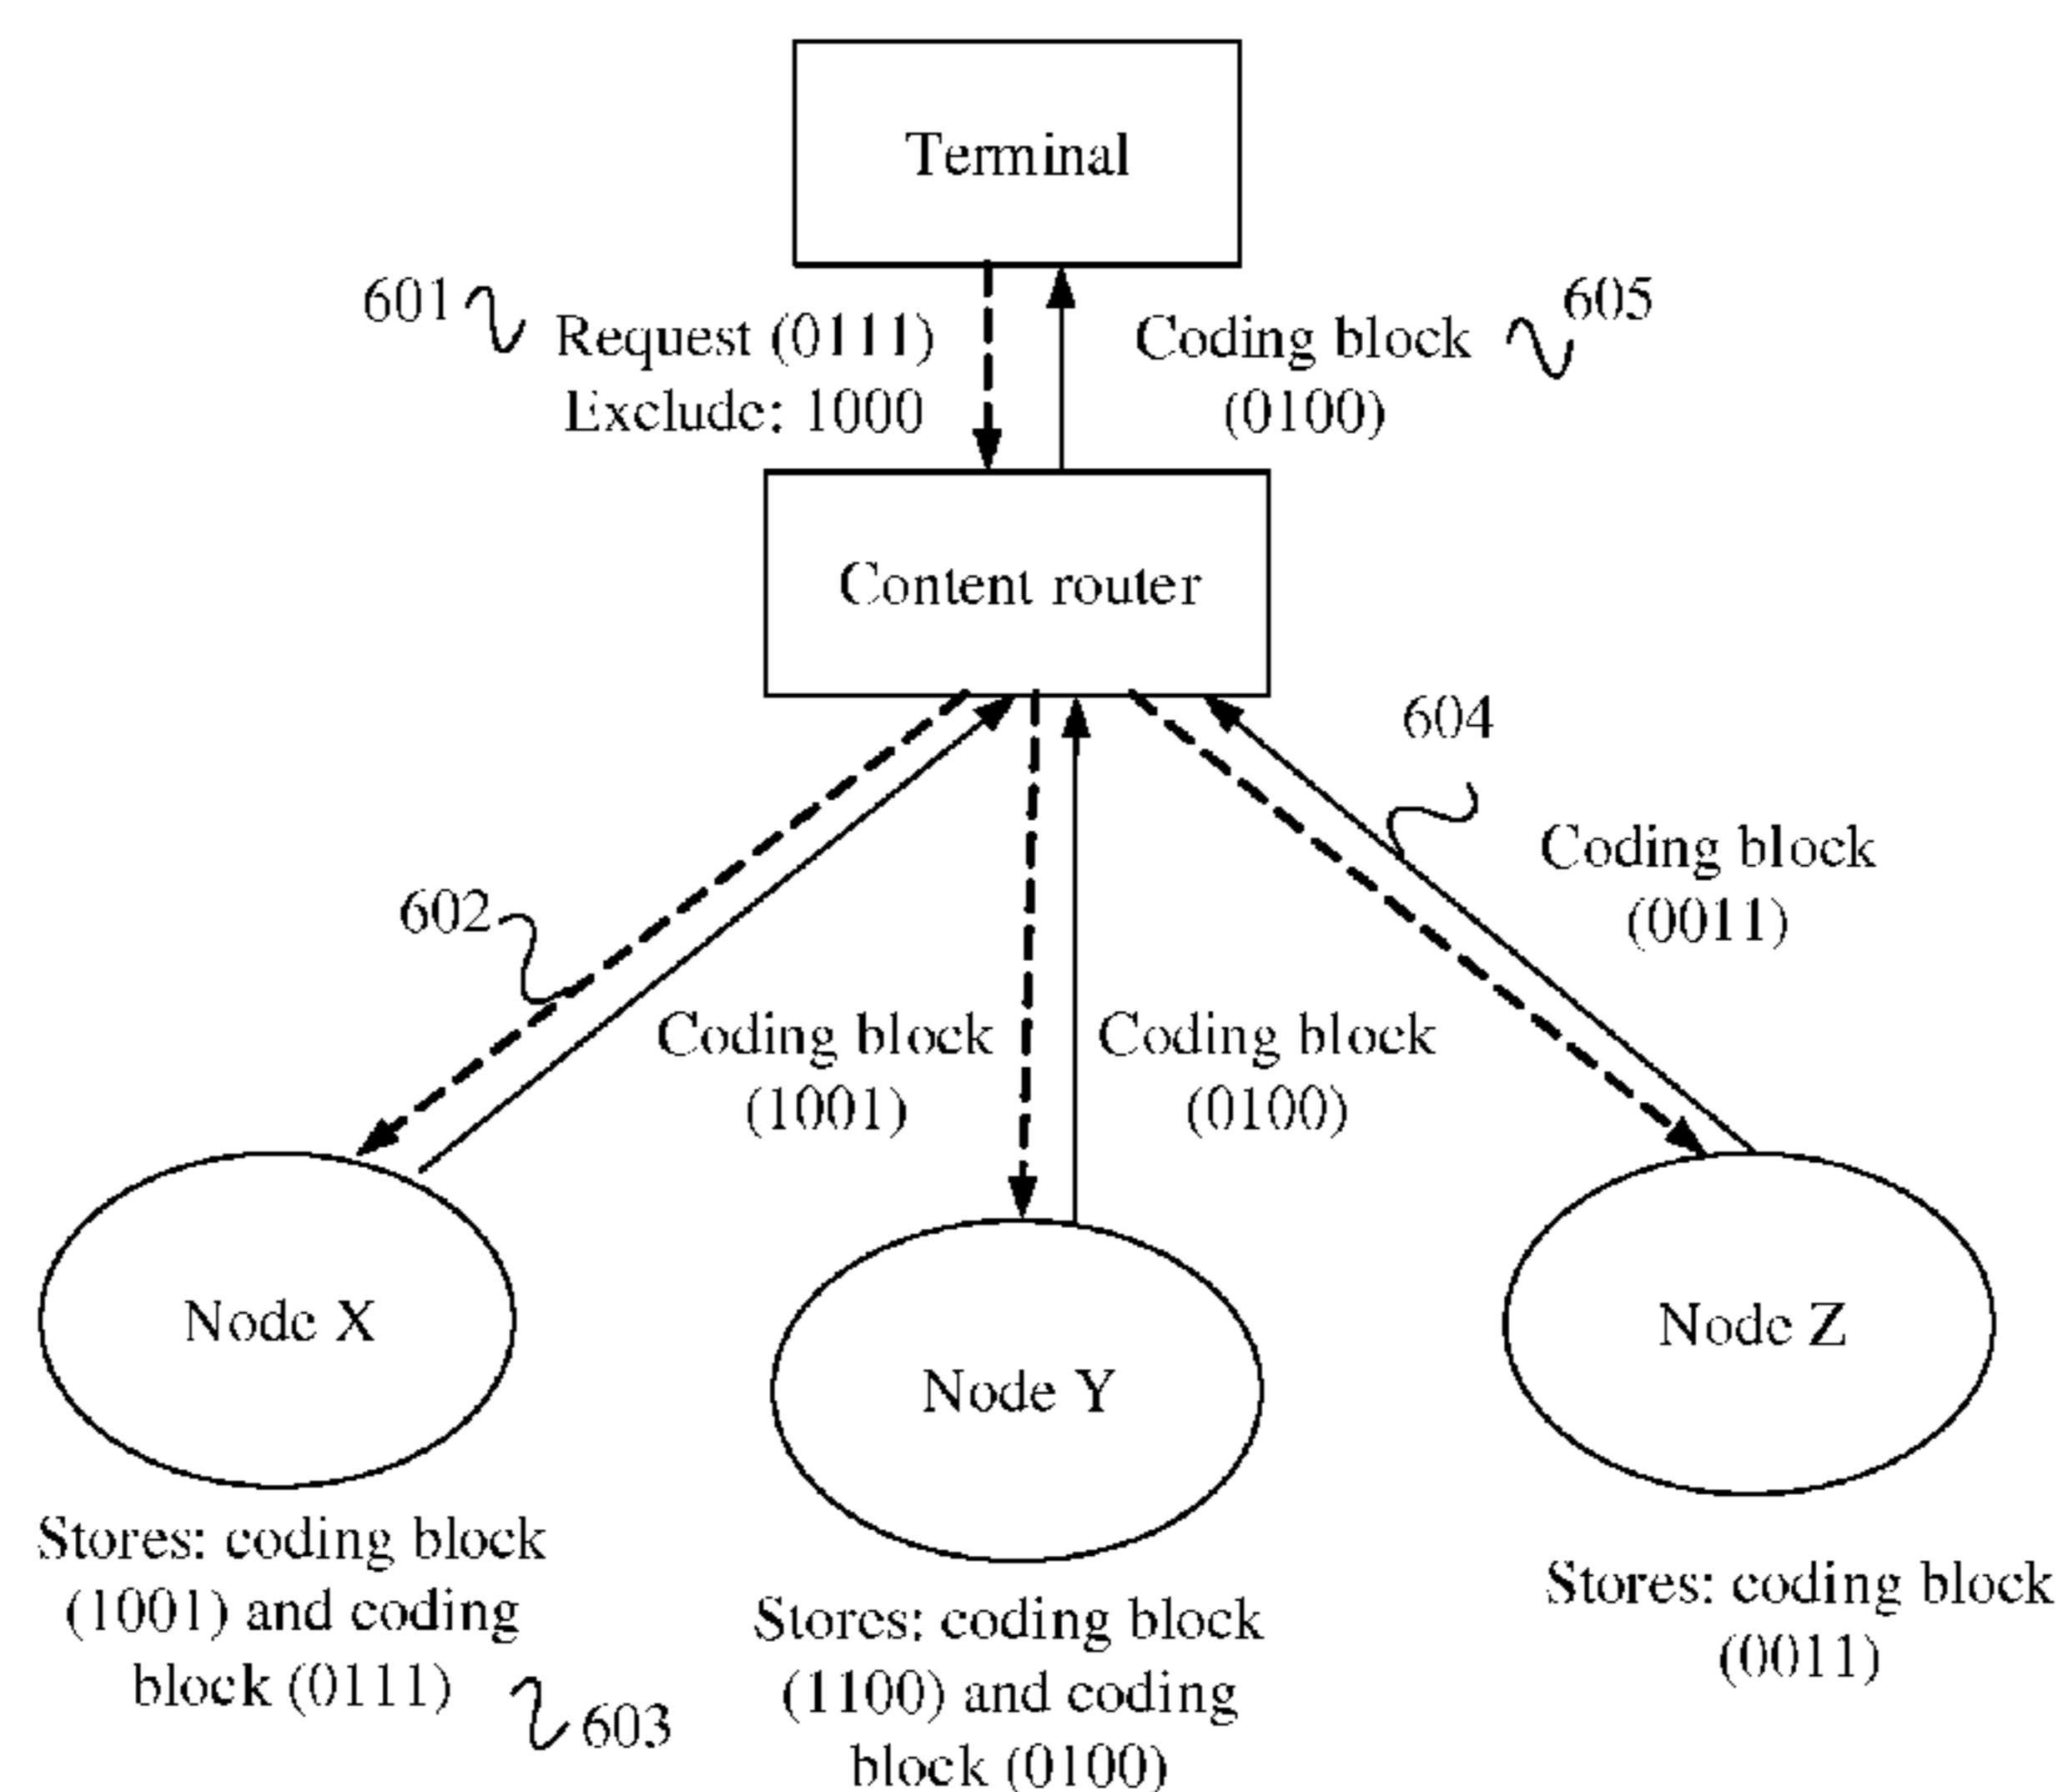 Terminal
601
Request (0111)
Exclude: 1000
Coding block
(0100)
605
Content router
604
Coding block
(0011)
602
Coding block
(1001)
Coding block
(0100)
Node X
Node Y
Node Z
Stores: coding block
(1001) and coding
block (0111)
603
Stores: coding block
(1100) and coding
block (0100)
Stores: coding block
(0011)